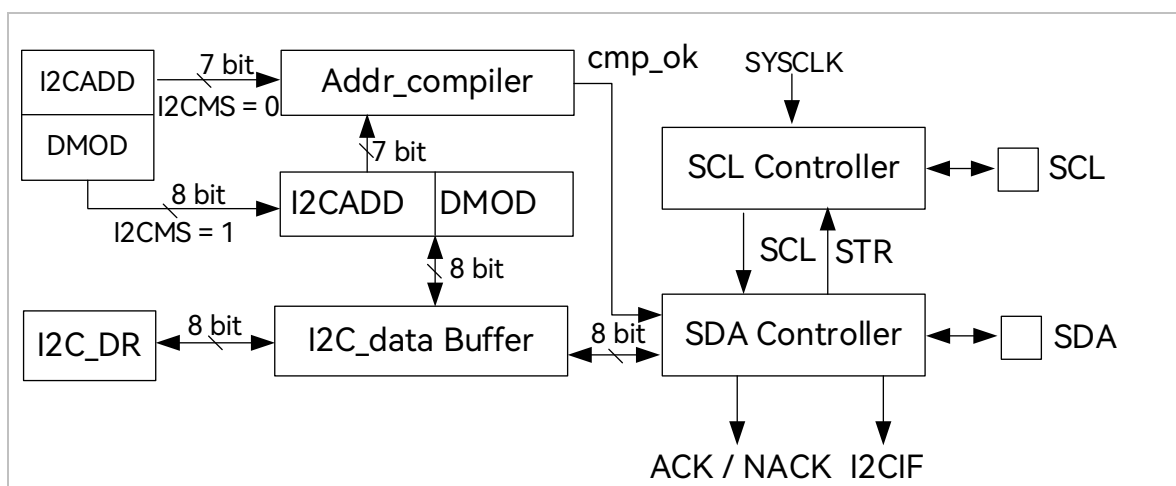 I2CADD
DMOD
7 bit
I2CMS = 0
Addr_compiler
cmp_ok
SYSCLK
7 bit
8 bit
I2CMS = 1
I2CADD
DMOD
SCL Controller
SCL
8 bit
SCL
STR
I2C_DR
8 bit
I2C_data Buffer
8 bit
SDA Controller
SDA
ACK / NACK
I2CIF